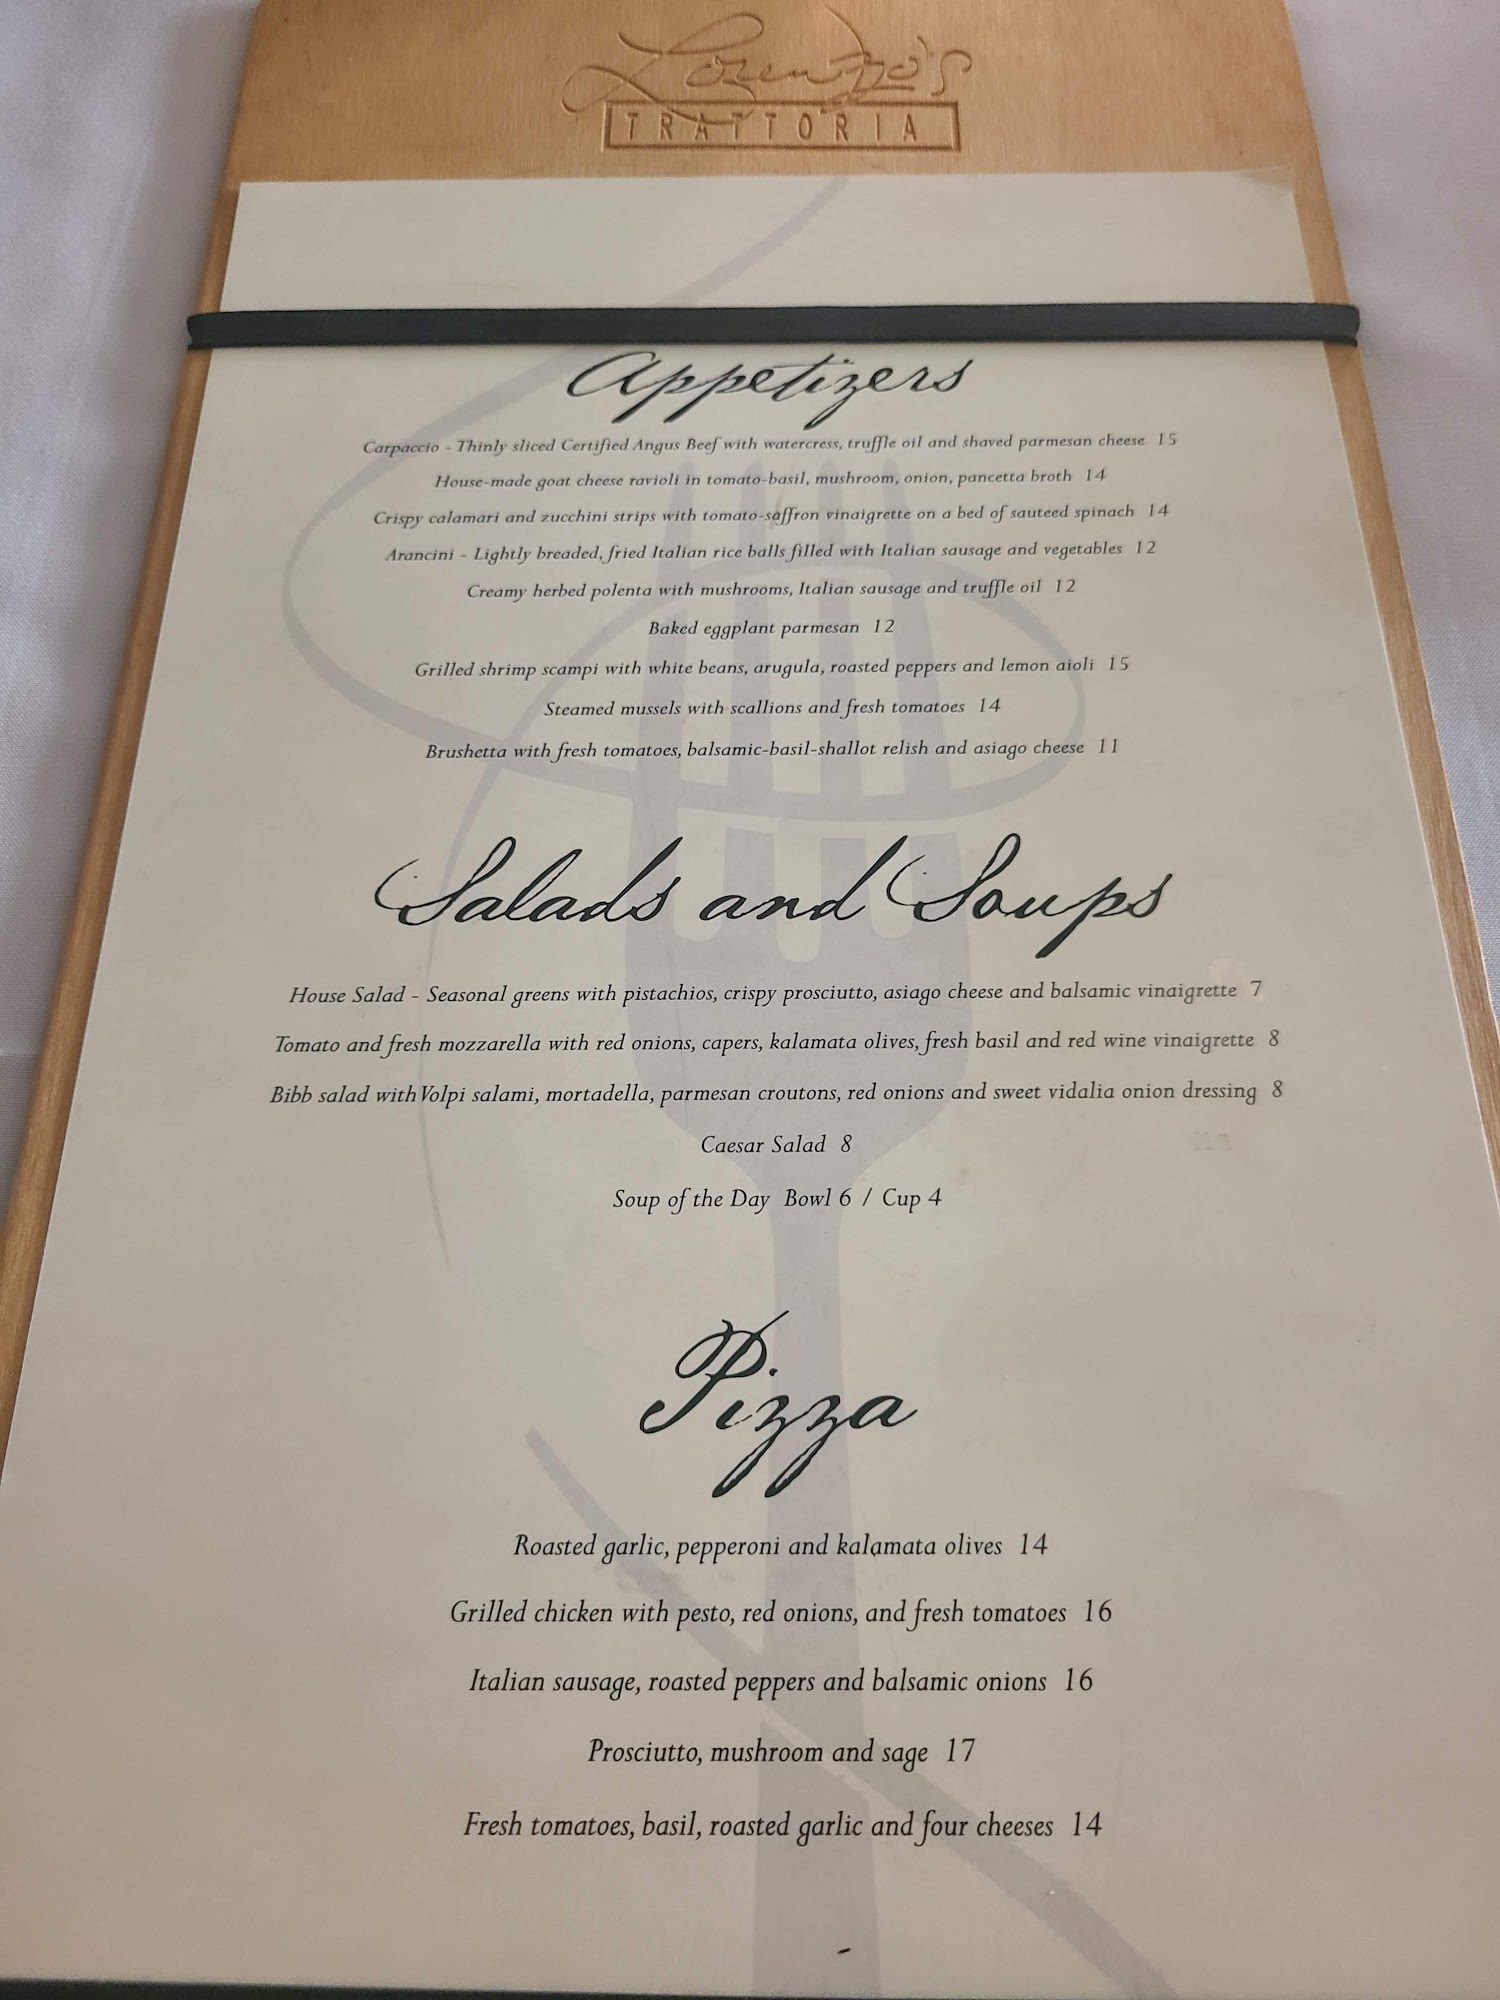 Lorenzo's
TRATTORIA
Appetizers
Carpaccio - Thinly sliced Certified Angus Beef with watercress, truffle oil and shaved parmesan cheese 15
House-made goat cheese ravioli in tomato-basil, mushroom, onion, pancetta broth 14
Crispy calamari and zucchini strips with tomato-saffron vinaigrette on a bed of sauteed spinach 14
Arancini - Lightly breaded, fried Italian rice balls filled with Italian sausage and vegetables 12
Creamy herbed polenta with mushrooms, Italian sausage and truffle oil 12
Baked eggplant parmesan 12
Grilled shrimp scampi with white beans, arugula, roasted peppers and lemon aioli 15
Steamed mussels with scallions and fresh tomatoes 14
Brushetta with fresh tomatoes, balsamic-basil-shallot relish and asiago cheese 11
Salads and Soups
House Salad - Seasonal greens with pistachios, crispy prosciutto, asiago cheese and balsamic vinaigrette 7
Tomato and fresh mozzarella with red onions, capers, kalamata olives, fresh basil and red wine vinaigrette 8
Bibb salad with Volpi salami, mortadella, parmesan croutons, red onions and sweet vidalia onion dressing 8
Caesar Salad 8
Soup of the Day Bowl 6 / Cup 4
Pizza
Roasted garlic, pepperoni and kalamata olives 14
Grilled chicken with pesto, red onions, and fresh tomatoes 16
Italian sausage, roasted peppers and balsamic onions 16
Prosciutto, mushroom and sage 17
Fresh tomatoes, basil, roasted garlic and four cheeses 14